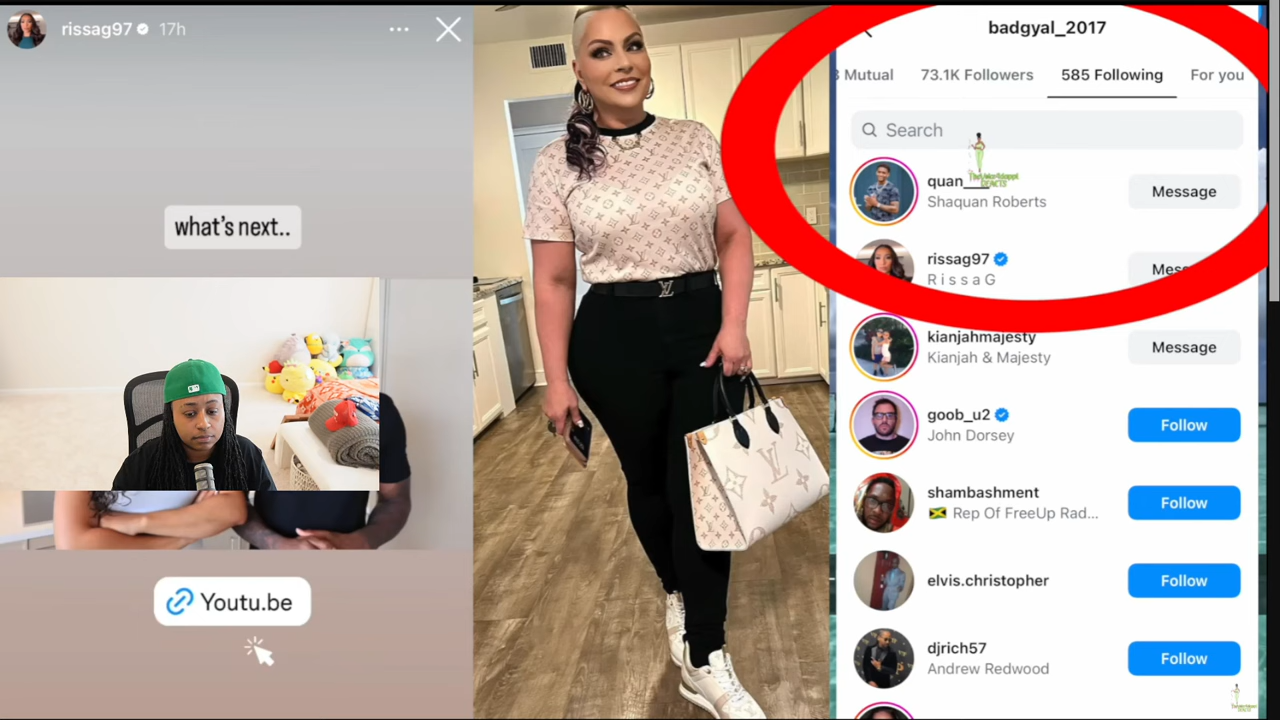 rissag97 17h
what's next..
Youtu.be
badgyal_2017
Mutual 73.1K Followers 585 Following For you
Search
quan___
Shaquan Roberts
Message
rissag97
R i s s a G
kianjahmajesty
Kianjah & Majesty
Message
goob_u2
John Dorsey
Follow
shambashment
Rep Of FreeUp Rad...
Follow
elvis.christopher
Follow
djrich57
Andrew Redwood
Follow